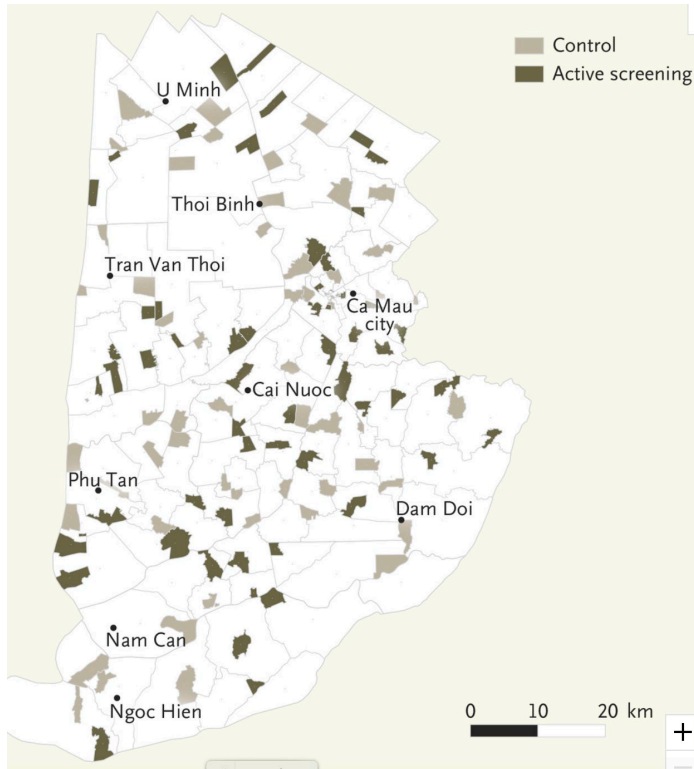 Control
Active screening
U Minh
Thoi Binh
Tran Van Thoi
Ca Mau
city
Cai Nuoc
Phu Tan
Dam Doi
Nam Can
Ngoc Hien
0 10 20 km
+